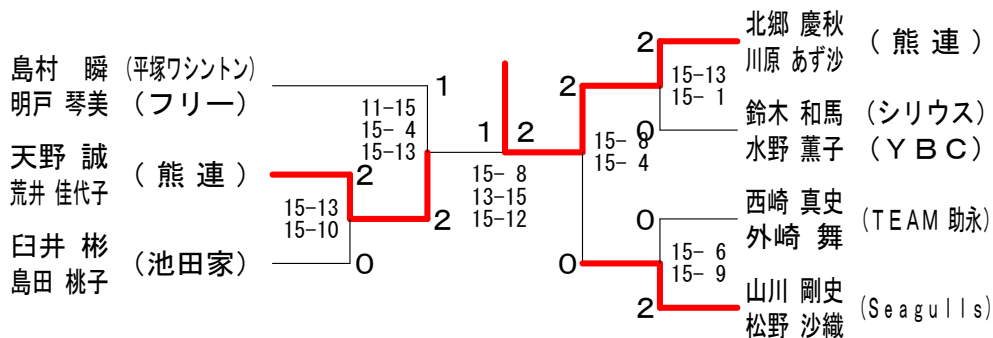 島村 瞬 (平塚ワシントン)
明戸 琴美 (フリー)
1
11-15
15- 4
15-13
天野 誠
荒井 佳代子
(熊連)
2
15-13
15-10
2
臼井 彬
島田 桃子
(池田家)
0
1 2
15- 8
13-15
15-12
北郷 慶秋
川原 あず沙
(熊連)
2
15-13
15- 1
2
鈴木 和馬 (シリウス)
水野 薫子 (YBC)
0
15- 8
15- 4
西崎 真史
外崎 舞
(TEAM 助永)
0
15- 6
15- 9
0
山川 剛史
松野 沙織
(Seagulls)
2